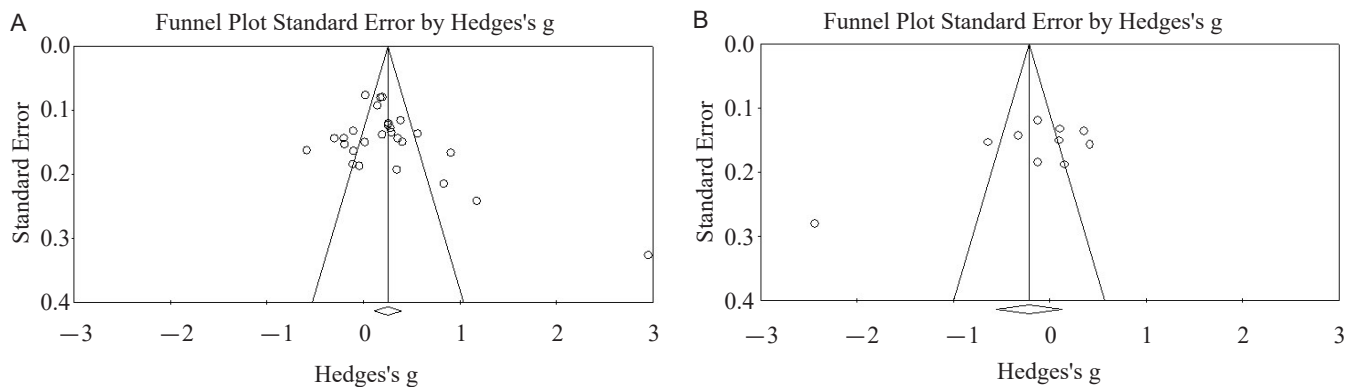 A
Funnel Plot Standard Error by Hedges's g
0.0
0.1
0.2
0.3
0.4
Standard Error
—3 —2 —1 0 1 2 3
Hedges's g
B
Funnel Plot Standard Error by Hedges's g
0.0
0.1
0.2
0.3
0.4
Standard Error
—3 —2 —1 0 1 2 3
Hedges's g